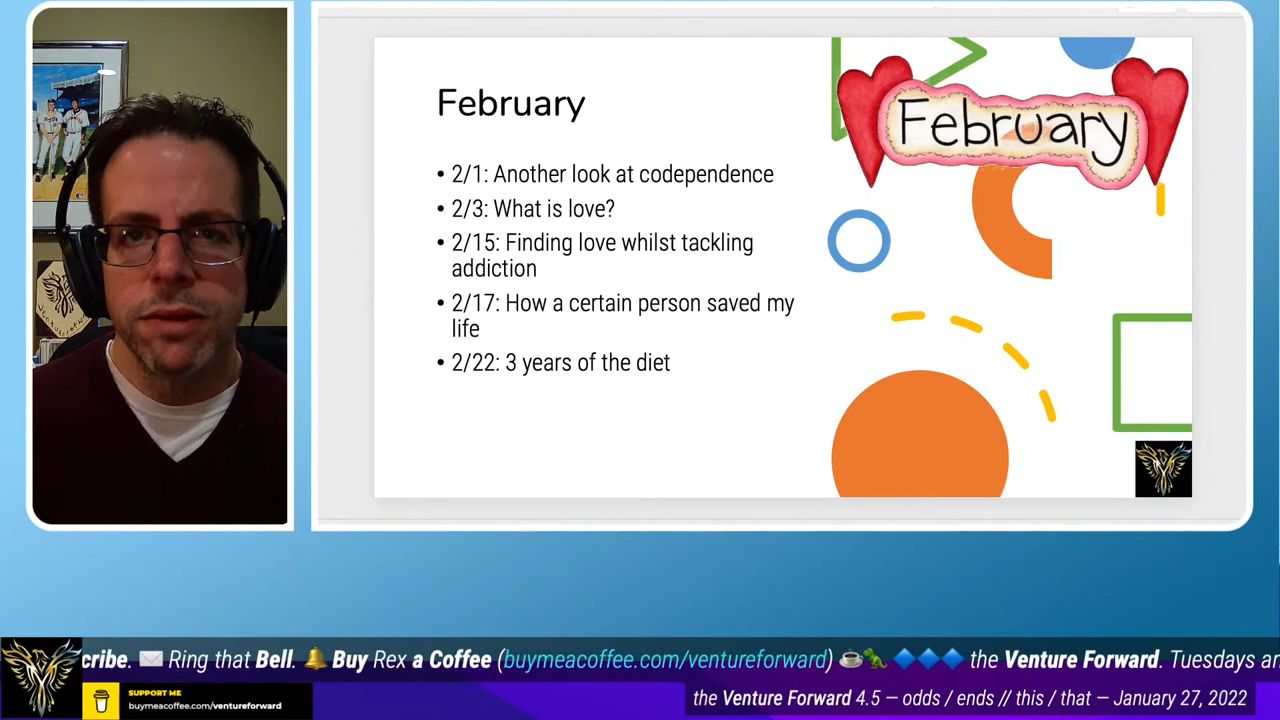 February
• 2/1: Another look at codependence
• 2/3: What is love?
• 2/15: Finding love whilst tackling
addiction
• 2/17: How a certain person saved my
life
• 2/22: 3 years of the diet
February
cribe. ✉️ Ring that Bell. 🔔 Buy Rex a Coffee (buymeacoffee.com/ventureforward) ☕🦖 🔷🔷🔷 the Venture Forward. Tuesdays
SUPPORT ME
buymeacoffee.com/ventureforward
the Venture Forward 4.5 — odds / ends // this / that — January 27, 2022